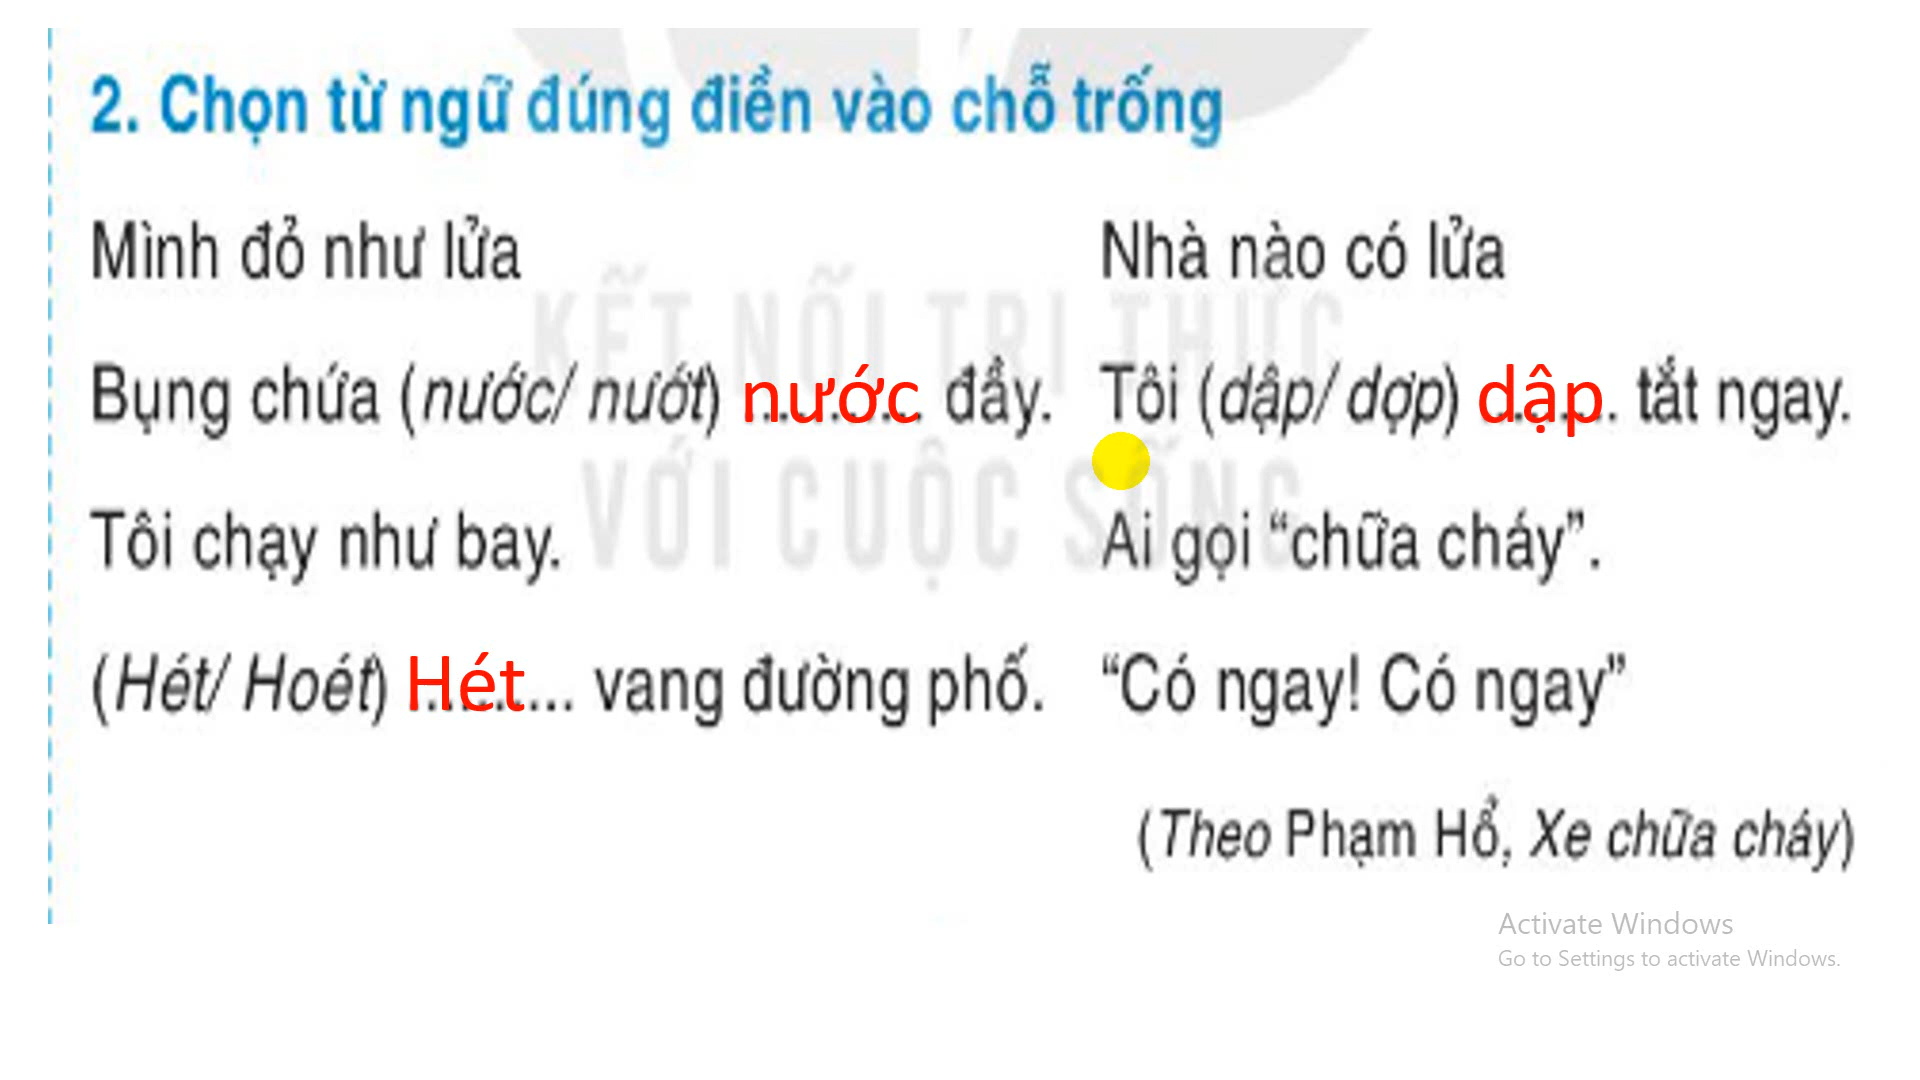 2. Chọn từ ngữ đúng điền vào chỗ trống
Mình đỏ như lửa
Bụng chứa (nước/ nướt) nước đầy.
Tôi chạy như bay.
(Hét/ Hoét) Hét... vang đường phố.
Nhà nào có lửa
Tôi (dập/ dợp) dập. tắt ngay.
Ai gọi “chữa cháy”.
“Có ngay! Có ngay”
(Theo Phạm Hổ, Xe chữa cháy)
KẾT NỐI TRI THỨC
VỚI CUỘC SỐNG
Activate Windows
Go to Settings to activate Windows.